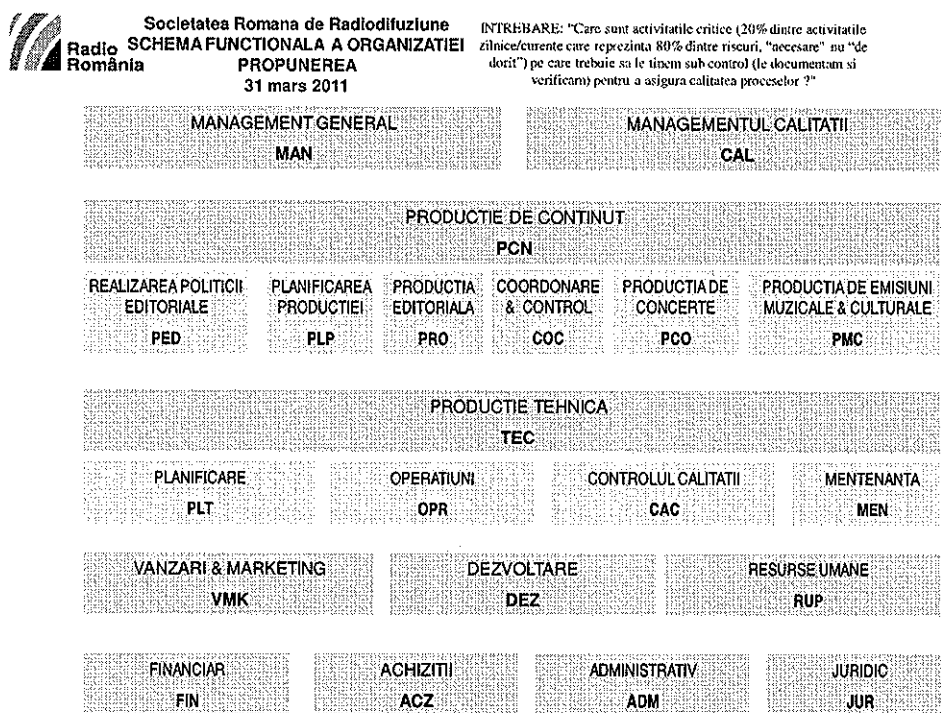 Radio
România
Societatea Romana de Radiodifuziune
SCHEMA FUNCTIONALA A ORGANIZATIEI
PROPUNEREA
31 mars 2011
INTREBARE: "Care sunt activitatile critice (20% dintre activitatile
zilnice/curente care reprezinta 80% dintre riscuri, "necesare" nu "de
dorit") pe care trebuie sa le tinem sub control (le documentam si
verificam) pentru a asigura calitatea proceselor ?"
MANAGEMENT GENERAL
MAN
MANAGEMENTUL CALITATII
CAL
PRODUCTIE DE CONTINUT
PCN
REALIZAREA POLITICII
EDITORIALE
PED
PLANIFICAREA
PRODUCTIEI
PLP
PRODUCTIA
EDITORIALA
PRO
COORDONARE
& CONTROL
COC
PRODUCTIA DE
CONCERTE
PCO
PRODUCTIA DE EMISIUNI
MUZICALE & CULTURALE
PMC
PRODUCTIE TEHNICA
TEC
PLANIFICARE
PLT
OPERATIUNI
OPR
CONTROLUL CALITATII
CAC
MENTENANTA
MEN
VANZARI & MARKETING
VMK
DEZVOLTARE
DEZ
RESURSE UMANE
RUP
FINANCIAR
FIN
ACHIZITII
ACZ
ADMINISTRATIV
ADM
JURIDIC
JUR